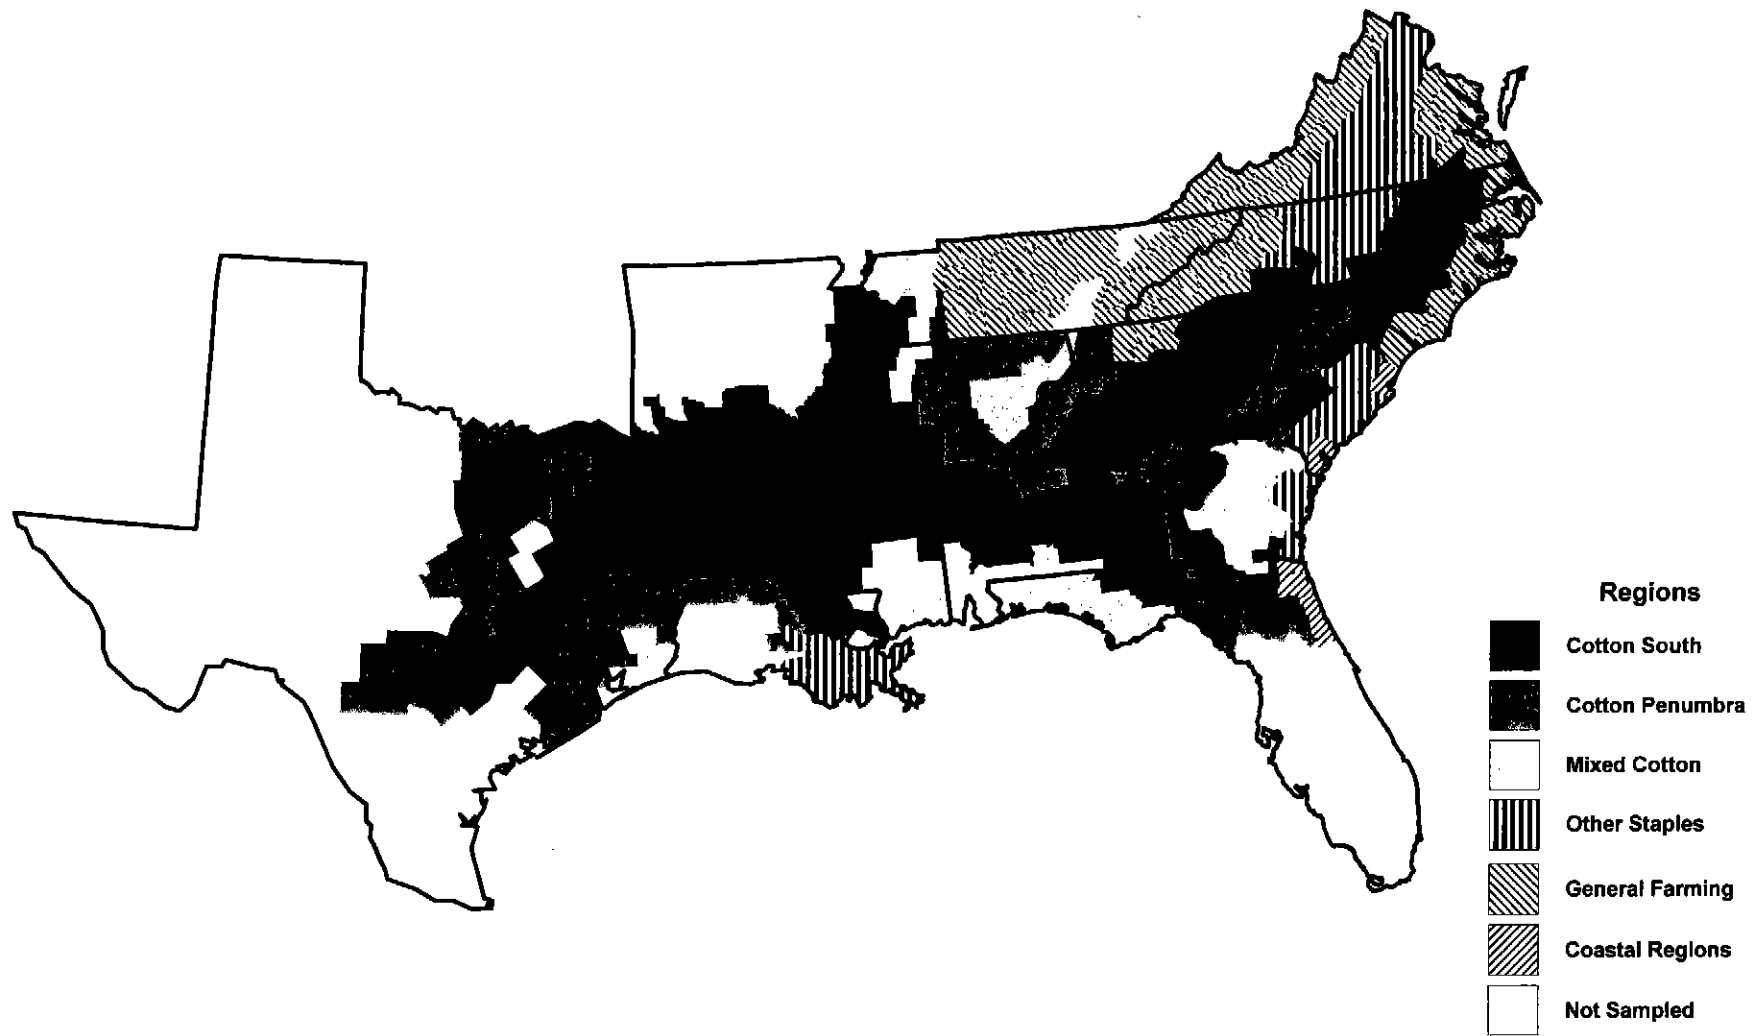 Regions
Cotton South
Cotton Penumbra
Mixed Cotton
Other Staples
General Farming
Coastal Regions
Not Sampled